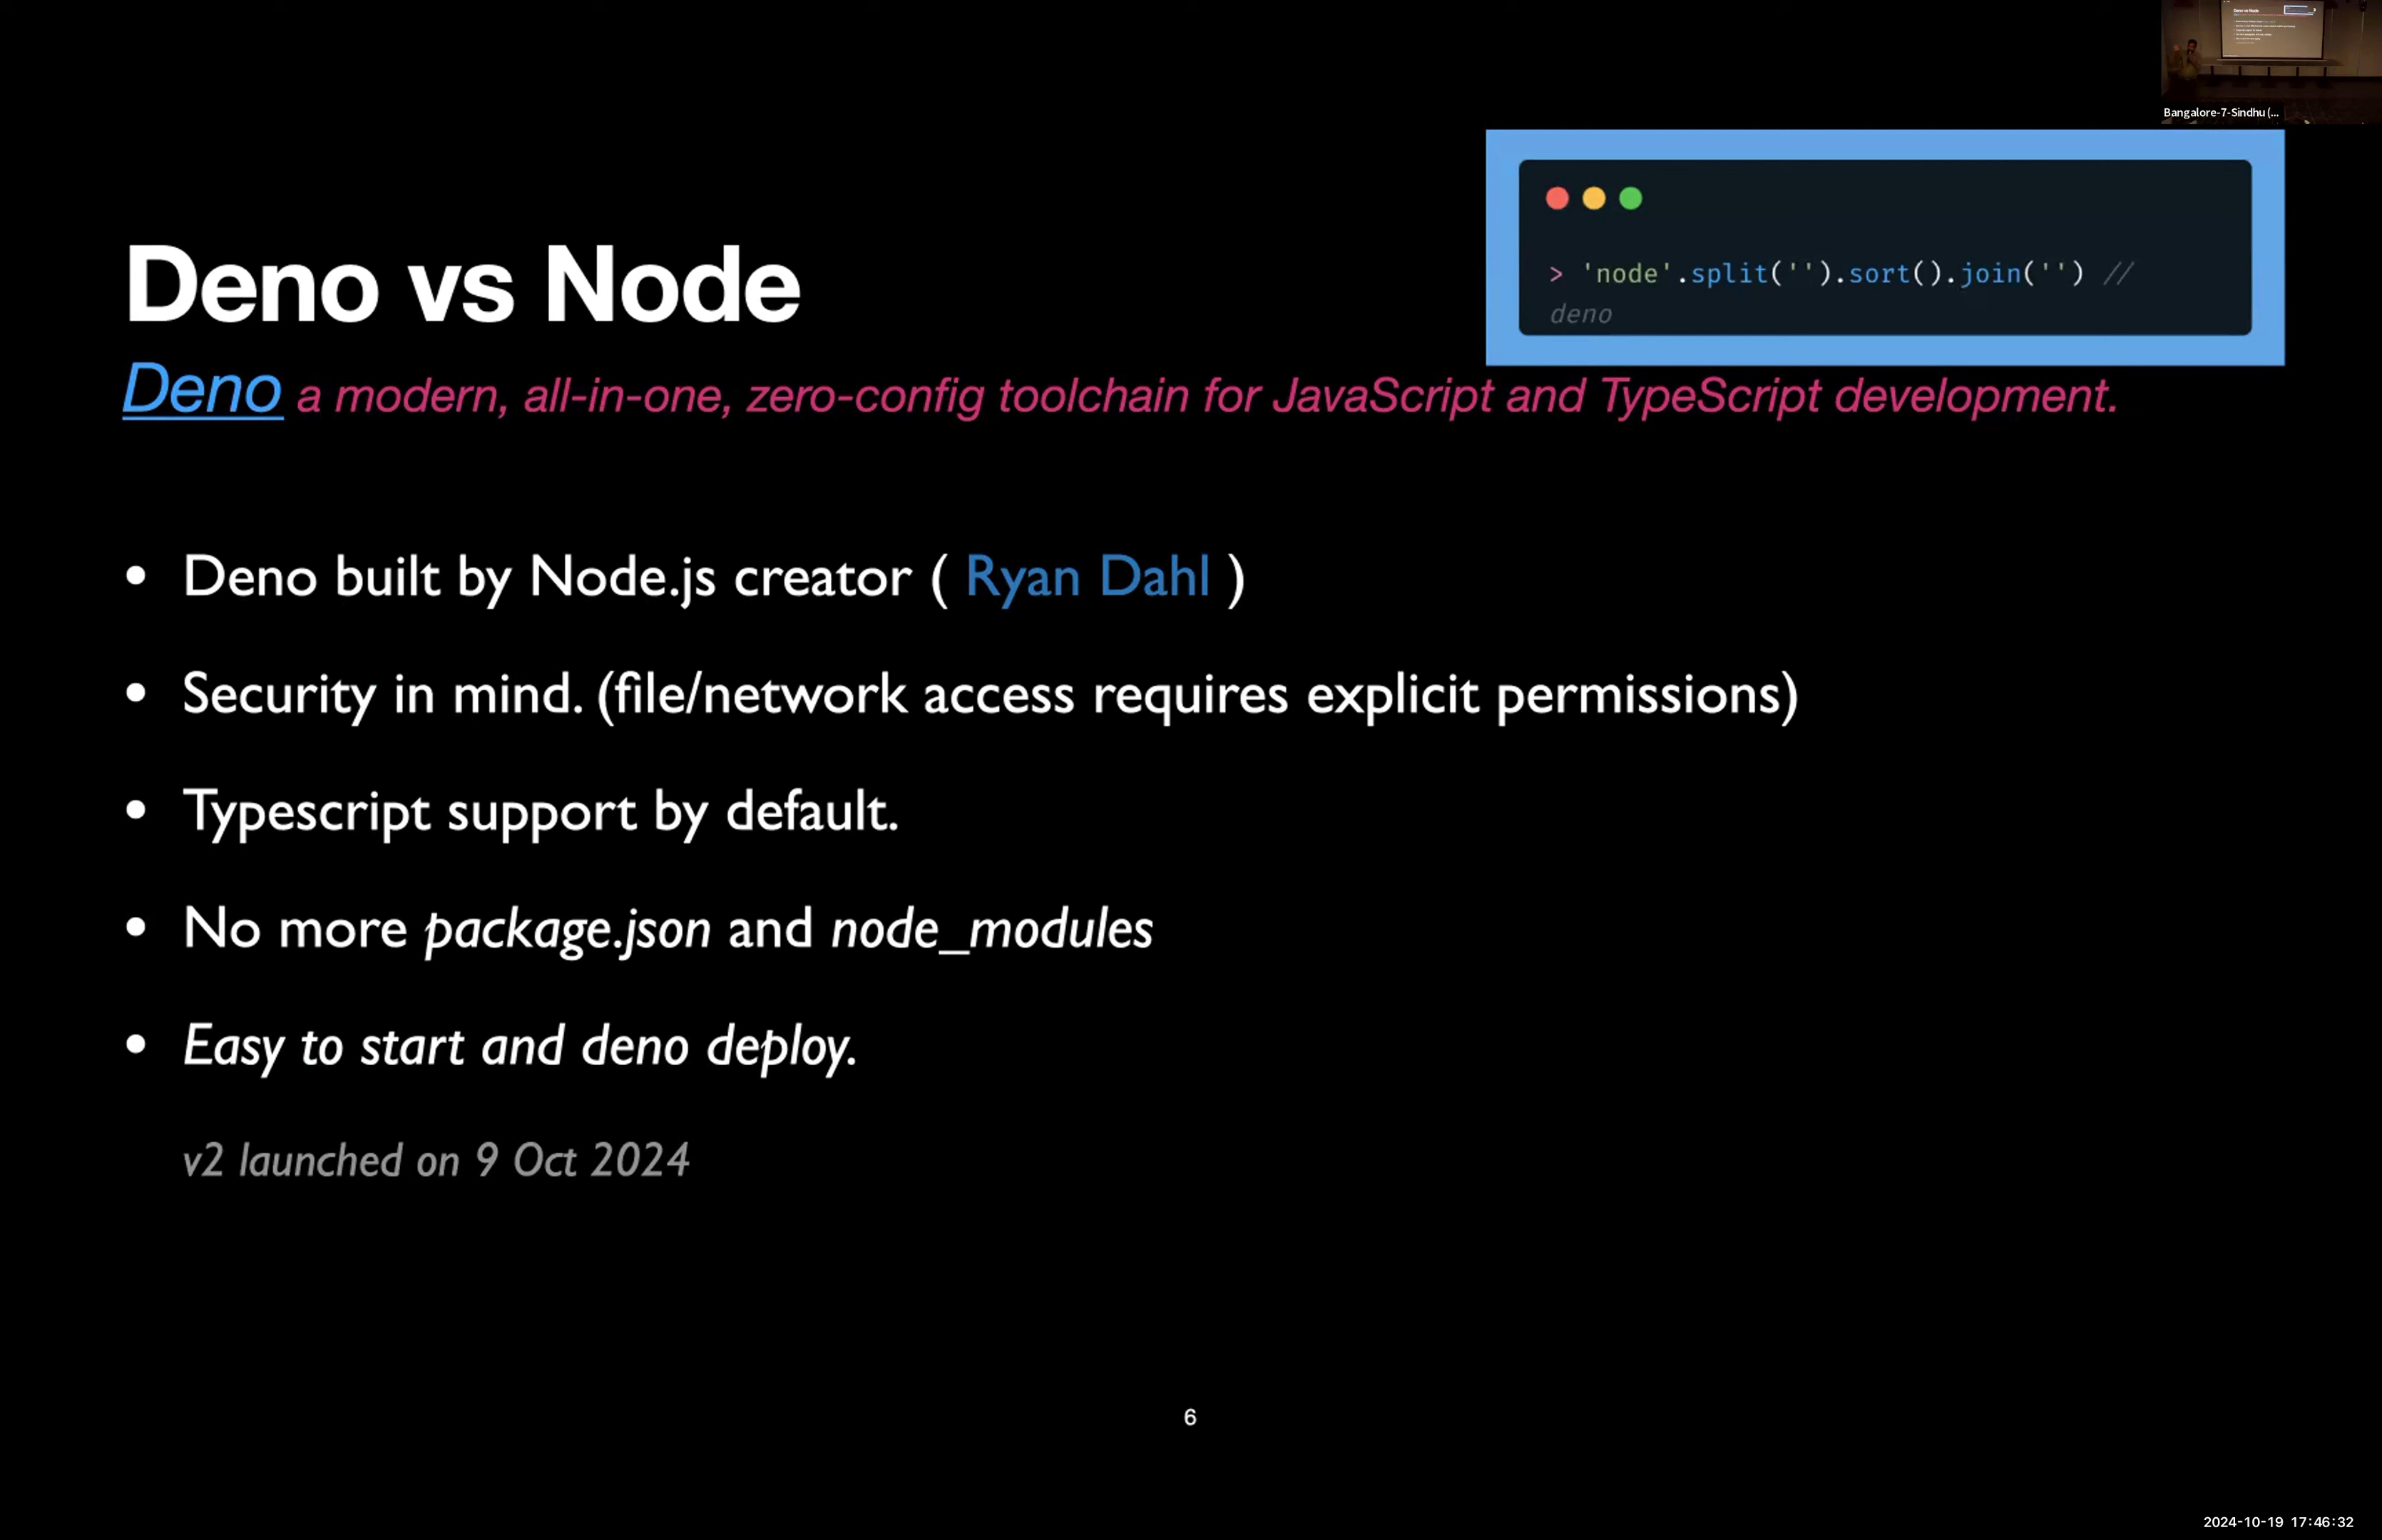 Bangalore-7-Sindhu (...
> 'node'.split('').sort().join('') //
deno
Deno vs Node
Deno a modern, all-in-one, zero-config toolchain for JavaScript and TypeScript development.
• Deno built by Node.js creator ( Ryan Dahl )
• Security in mind. (file/network access requires explicit permissions)
• Typescript support by default.
• No more package.json and node_modules
• Easy to start and deno deploy.
v2 launched on 9 Oct 2024
6
2024-10-19 17:46:32